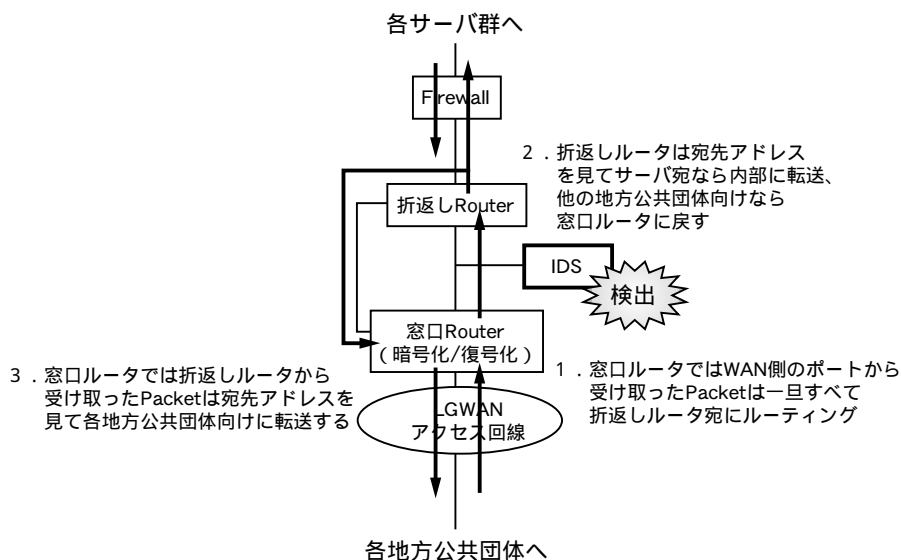 各サーバ群へ
Firewall
2．折返しルータは宛先アドレス
を見てサーバ宛なら内部に転送、
他の地方公共団体向けなら
窓口ルータに戻す
折返しRouter
IDS
検出
窓口Router
（暗号化/復号化）
3．窓口ルータでは折返しルータから
受け取ったPacketは宛先アドレスを
見て各地方公共団体向けに転送する
1．窓口ルータではWAN側のポートから
受け取ったPacketは一旦すべて
折返しルータ宛にルーティング
LGWAN
アクセス回線
各地方公共団体へ